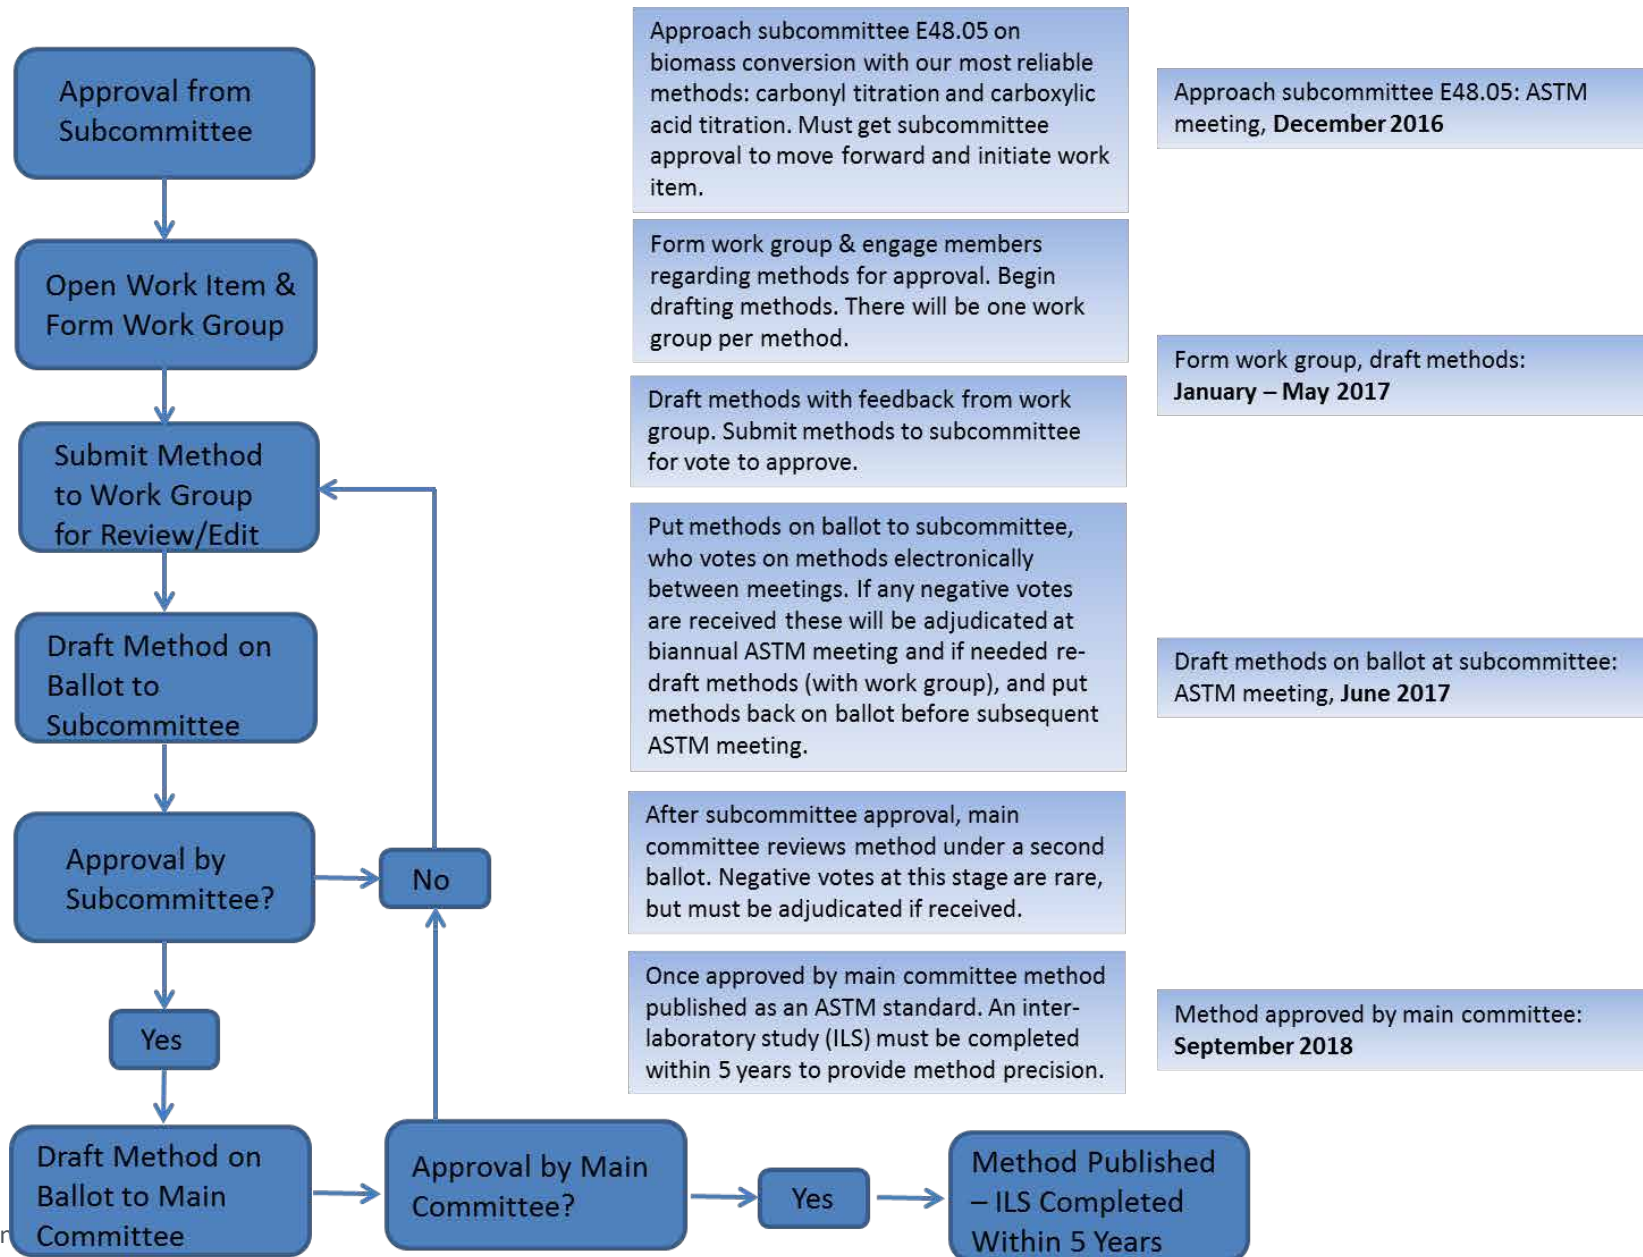 Approval from
Subcommittee
Open Work Item &
Form Work Group
Submit Method
to Work Group
for Review/Edit
Draft Method on
Ballot to
Subcommittee
Approval by
Subcommittee?
No
Yes
Draft Method on
Ballot to Main
Committee
Approval by Main
Committee?
Yes
Method Published
– ILS Completed
Within 5 Years
Approach subcommittee E48.05 on
biomass conversion with our most reliable
methods: carbonyl titration and carboxylic
acid titration. Must get subcommittee
approval to move forward and initiate work
item.
Form work group & engage members
regarding methods for approval. Begin
drafting methods. There will be one work
group per method.
Draft methods with feedback from work
group. Submit methods to subcommittee
for vote to approve.
Put methods on ballot to subcommittee,
who votes on methods electronically
between meetings. If any negative votes
are received these will be adjudicated at
biannual ASTM meeting and if needed re-
draft methods (with work group), and put
methods back on ballot before subsequent
ASTM meeting.
After subcommittee approval, main
committee reviews method under a second
ballot. Negative votes at this stage are rare,
but must be adjudicated if received.
Once approved by main committee method
published as an ASTM standard. An inter-
laboratory study (ILS) must be completed
within 5 years to provide method precision.
Approach subcommittee E48.05: ASTM
meeting, December 2016
Form work group, draft methods:
January – May 2017
Draft methods on ballot at subcommittee:
ASTM meeting, June 2017
Method approved by main committee:
September 2018